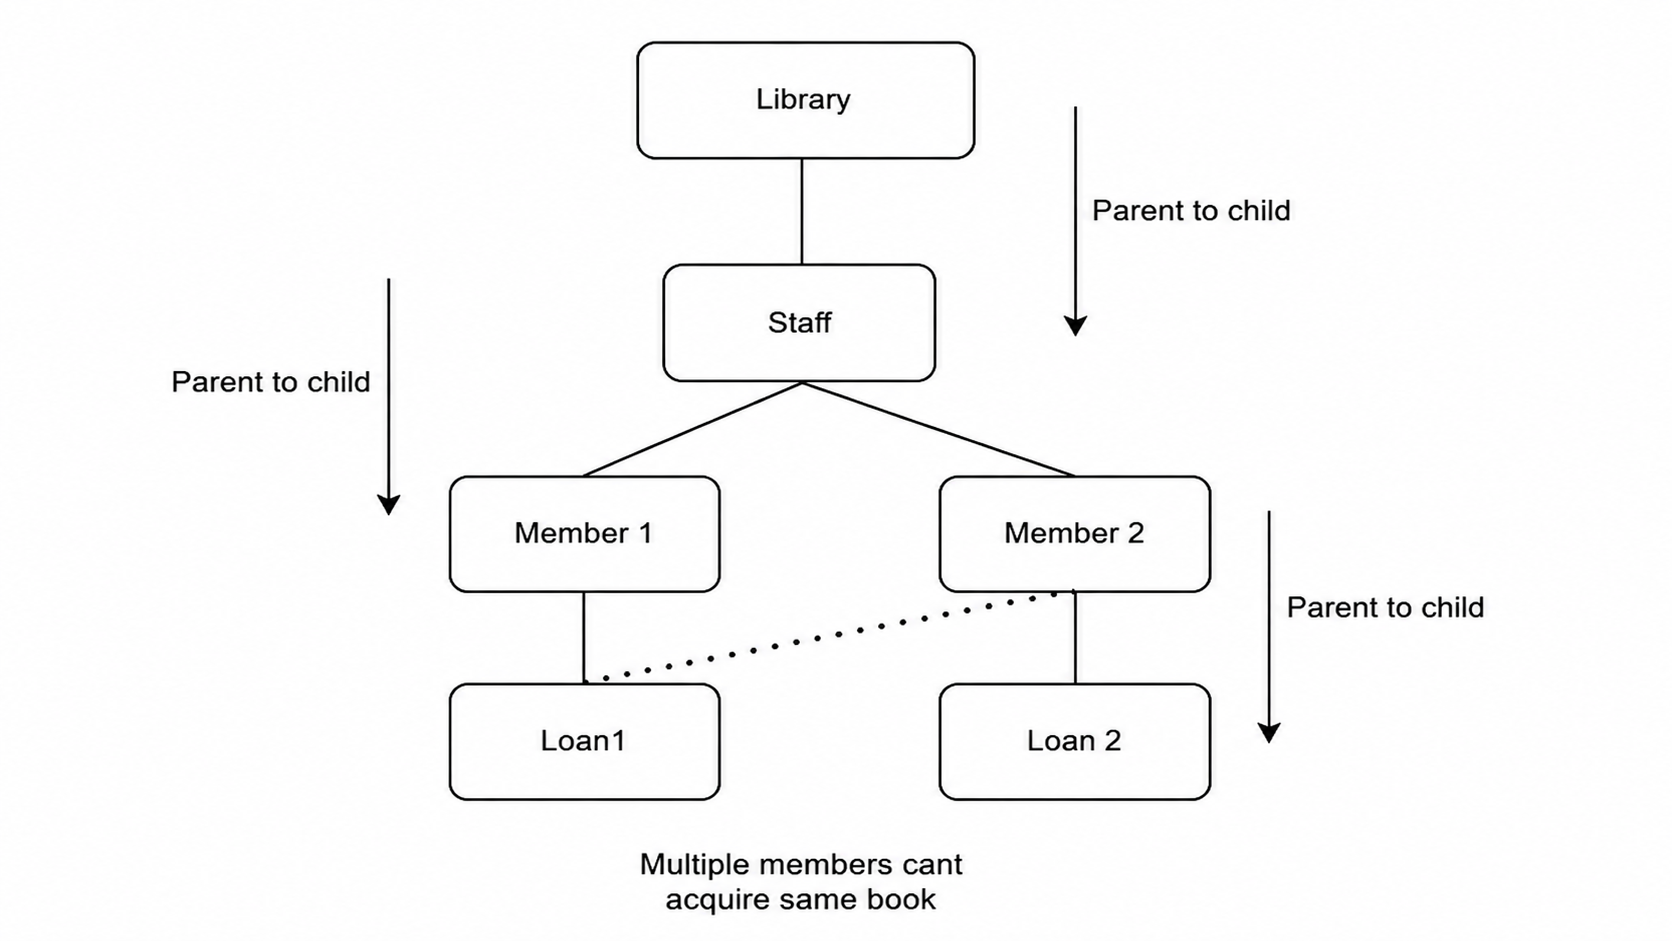 Library
Parent to child
Staff
Parent to child
Member 1
Member 2
Parent to child
Loan1
Loan 2
Multiple members cant
acquire same book